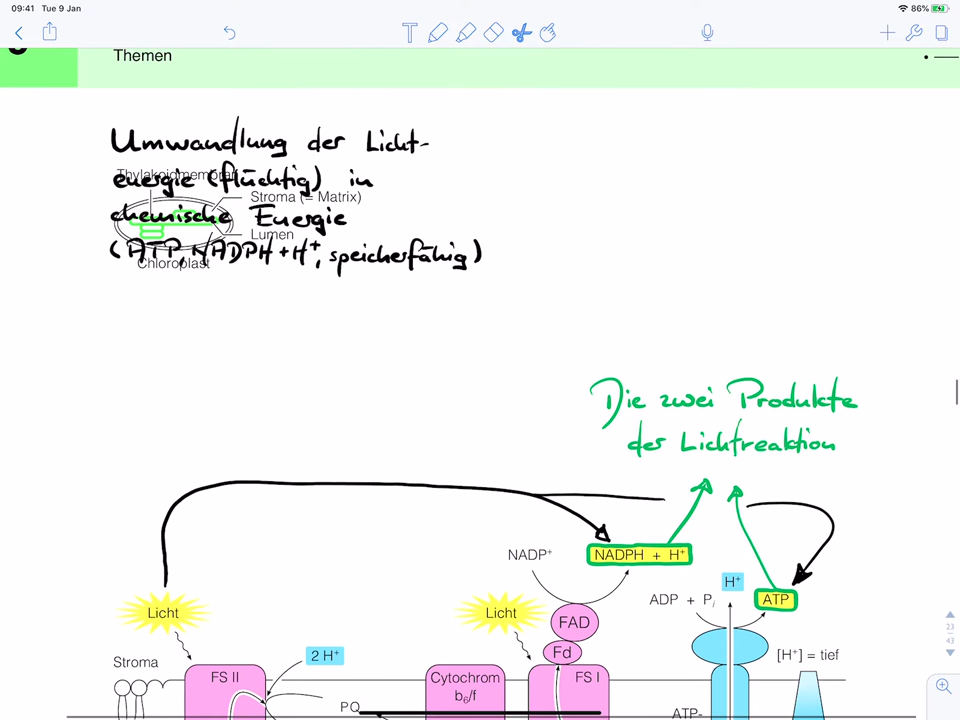 09:41 Tue 9 Jan
86%
Themen
Umwandlung der Licht-
Thylakoidmembran
energie (flüchtig) in
Stroma (= Matrix)
chemische Energie
Lumen
(ATP, NADPH + H⁺, speicherfähig)
Chloroplast
Die zwei Produkte
der Lichtreaktion
NADP⁺
NADPH + H⁺
H⁺
ADP + Pᵢ
ATP
Licht
Licht
FAD
Fd
Stroma
2 H⁺
[H⁺] = tief
FS II
Cytochrom
b₆/f
FS I
PQ
ATP-
23
43